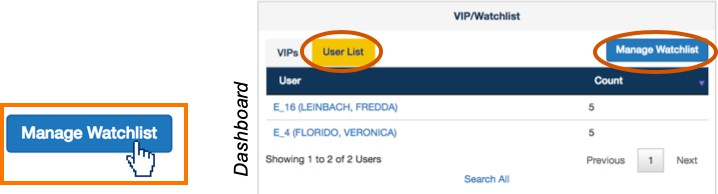 Manage Watchlist
Dashboard
VIP/Watchlist
VIPs User List Manage Watchlist
User Count
E_16 (LEINBACH, FREDDA) 5
E_4 (FLORIDO, VERONICA) 5
Showing 1 to 2 of 2 Users Previous 1 Next
Search All